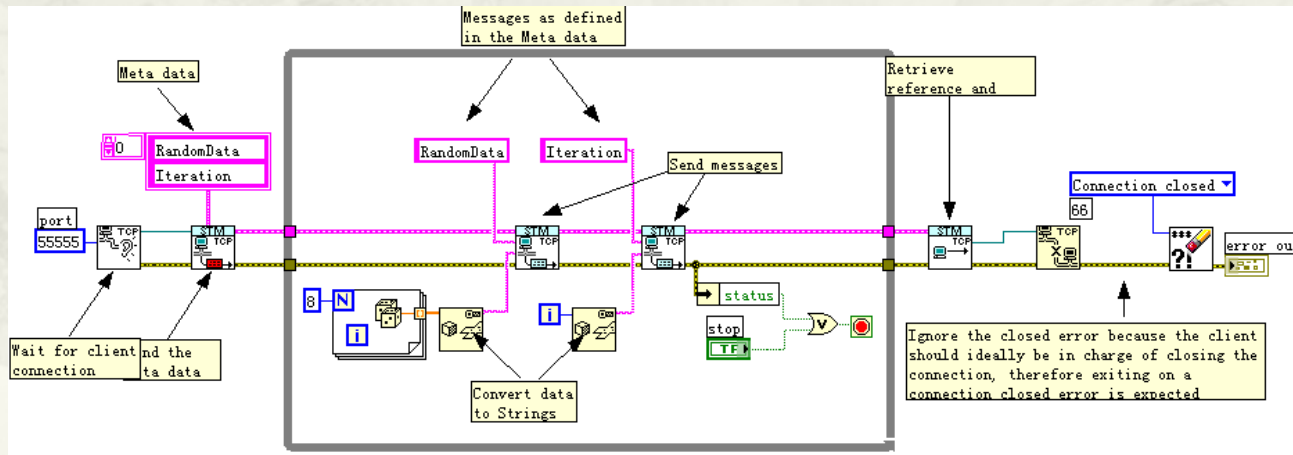 Messages as defined
in the Meta data
Meta data
0
RandomData
Iteration
RandomData
Iteration
Send messages
Retrieve
reference and
Connection closed
66
port
55555
TCP
STM
TCP
STM
TCP
STM
TCP
STM
TCP
TCP
error ou
8
N
i
i
status
stop
TF
Wait for client
connection
nd the
ta data
Convert data
to Strings
Ignore the closed error because the client
should ideally be in charge of closing the
connection, therefore exiting on a
connection closed error is expected